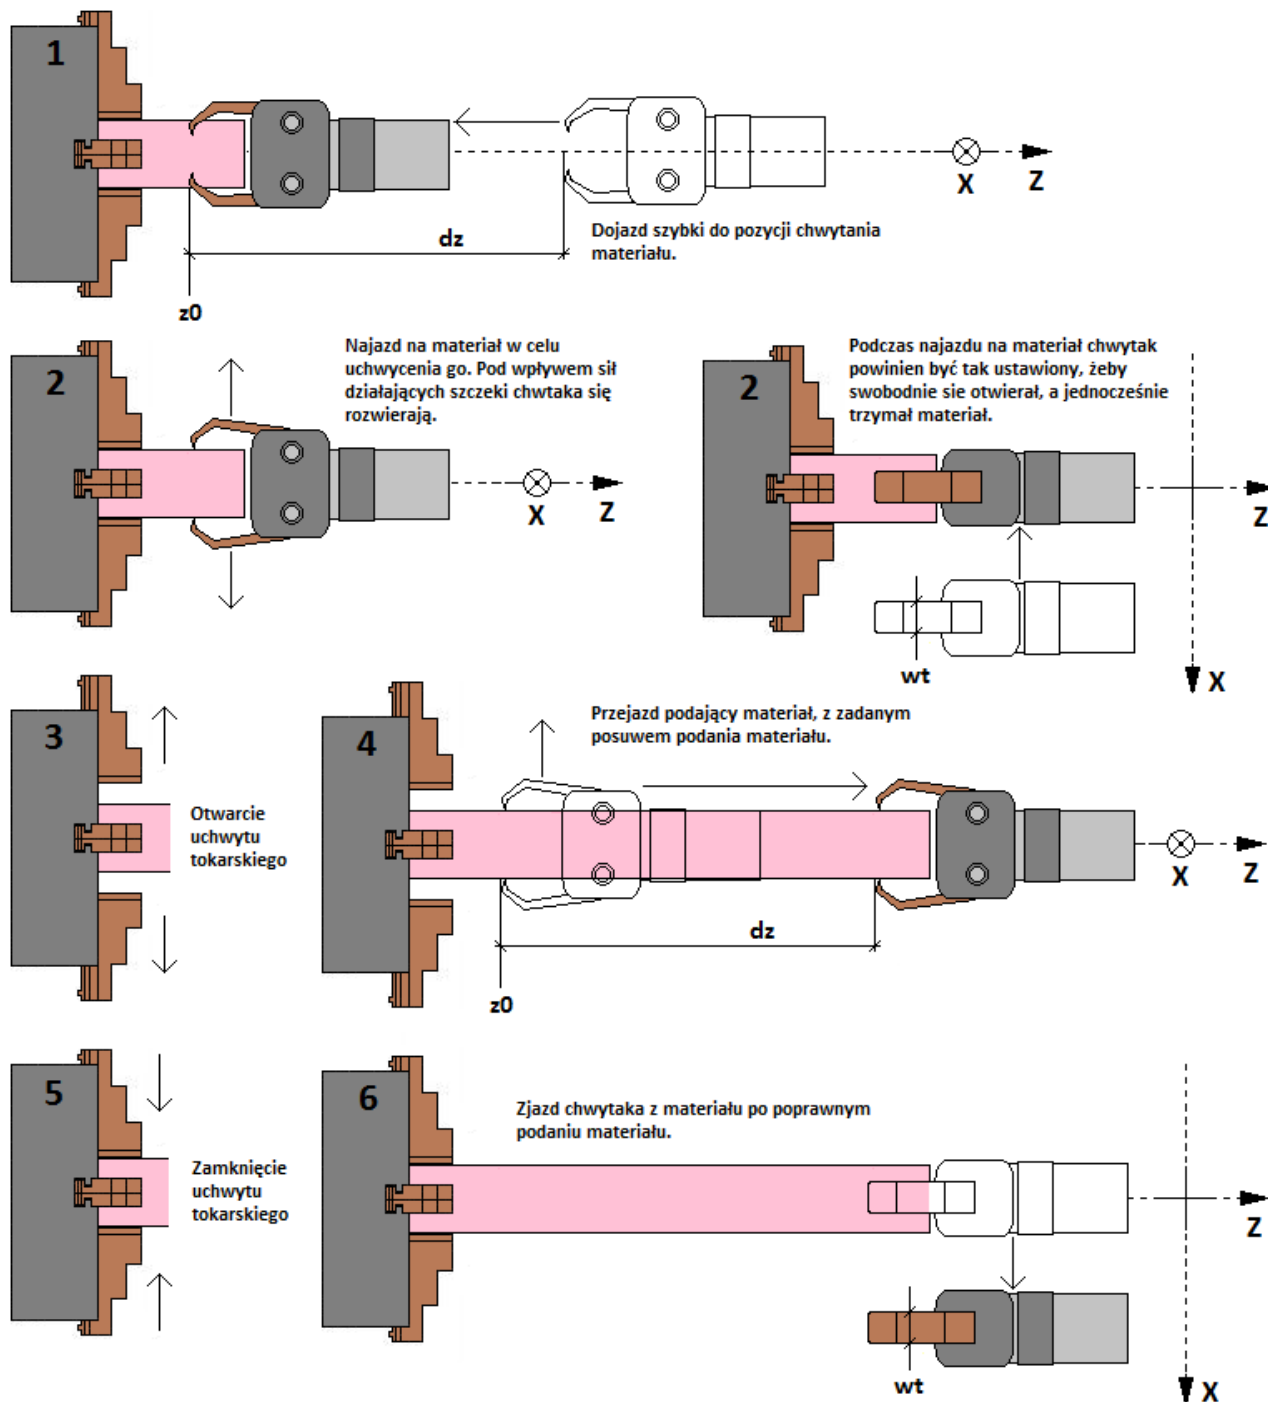 1
X
Z
dz
Dojazd szybki do pozycji chwytania
materiału.
z0
2
Najazd na materiał w celu
uchwycenia go. Pod wpływem sił
działających szczeki chwtaka się
rozwierają.
X
Z
2
Podczas najazdu na materiał chwytak
powinien być tak ustawiony, żeby
swobodnie sie otwierał, a jednocześnie
trzymał materiał.
Z
wt
X
3
Otwarcie
uchwytu
tokarskiego
4
Przejazd podający materiał, z zadanym
posuwem podania materiału.
X
Z
dz
z0
5
Zamknięcie
uchwytu
tokarskiego
6
Zjazd chwytaka z materiału po poprawnym
podaniu materiału.
Z
wt
X